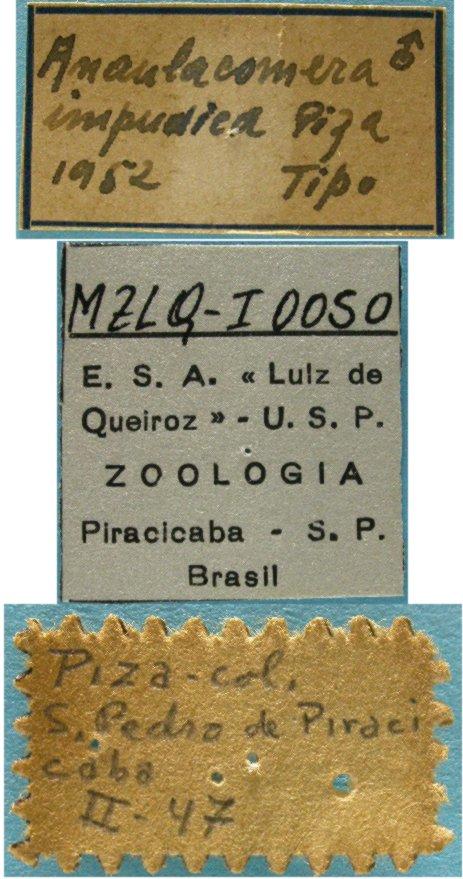 Anaulacomera ♂
impudica Piza
1952 Tipo
MZLQ-I 0050
E. S. A. « Luiz de
Queiroz » - U. S. P.
ZOOLOGIA
Piracicaba - S. P.
Brasil
Piza-col.
S. Pedro de Piraci
caba
II-47